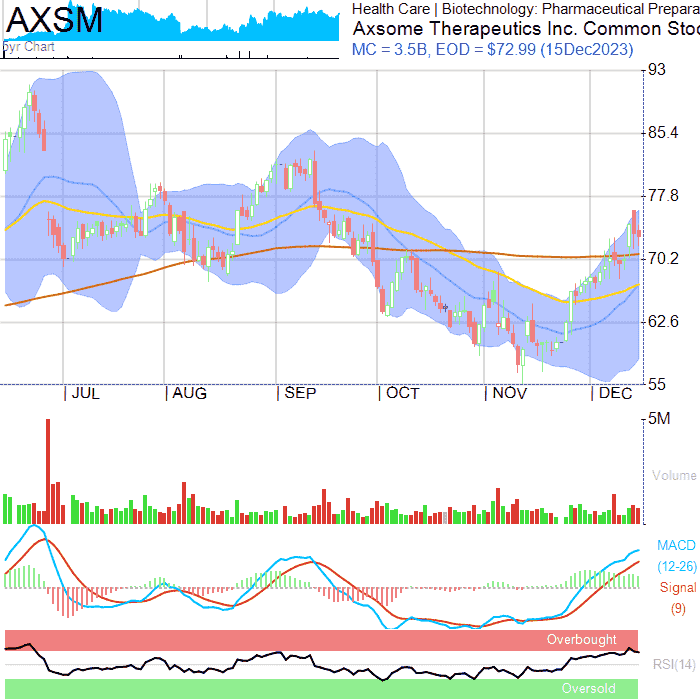 AXSM
Health Care | Biotechnology: Pharmaceutical Prepara
Axsome Therapeutics Inc. Common Stoc
MC = 3.5B, EOD = $72.99 (15Dec2023)
5yr Chart
93
85.4
77.8
70.2
62.6
55
| JUL | AUG | SEP | OCT | NOV | DEC
5M
Volume
MACD
(12-26)
Signal
(9)
Overbought
RSI(14)
Oversold